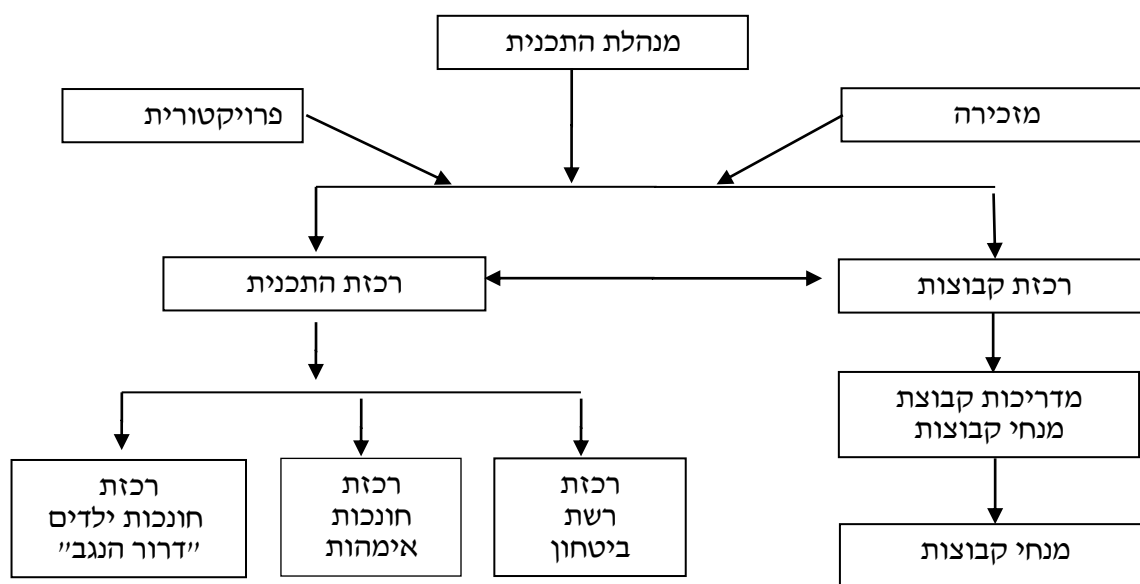 מנהלת התכנית
מזכירה
פרויקטורית
רכזת קבוצות
רכזת התכנית
מדריכות קבוצת
מנחי קבוצות
רכזת
רשת
ביטחון
רכזת
חונכות
אימהות
רכזת
חונכות ילדים
"דרור הנגב"
מנחי קבוצות